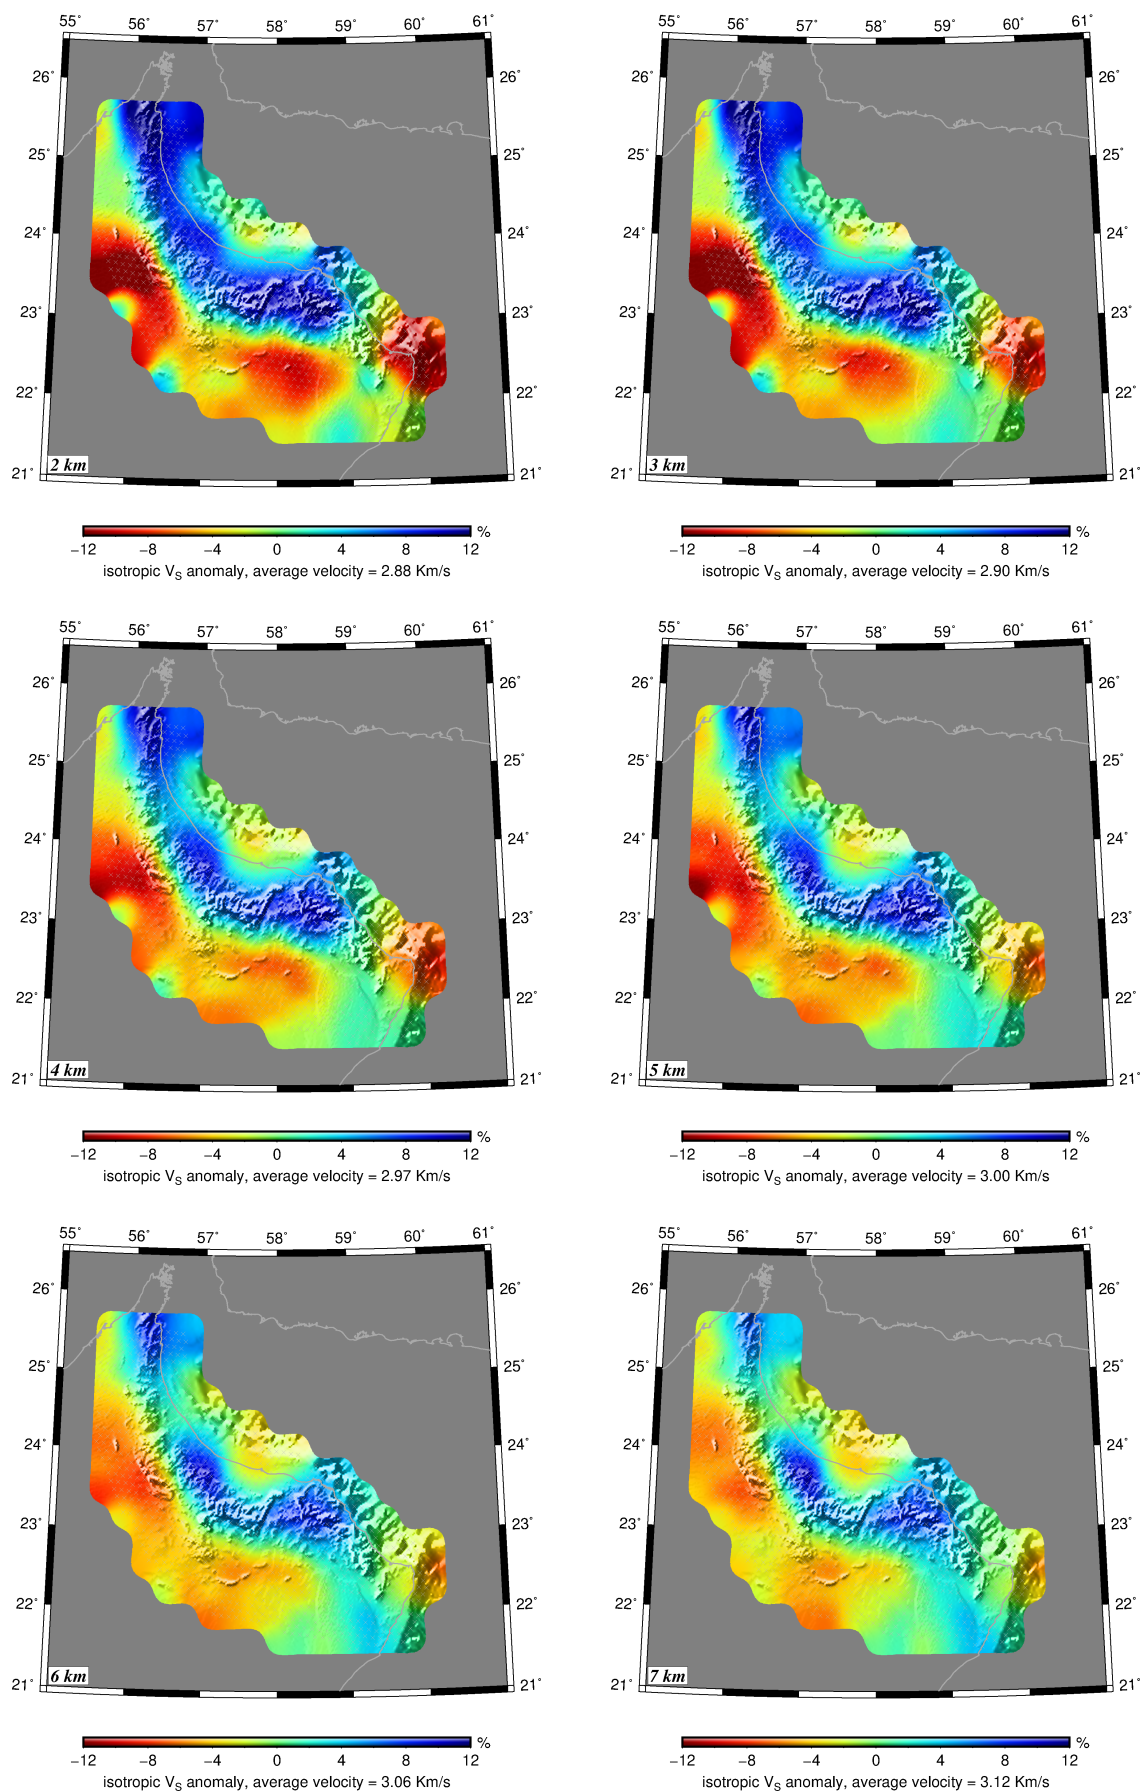 55˚ 56˚ 57˚ 58˚ 59˚ 60˚ 61˚
26˚ 26˚
25˚ 25˚
24˚ 24˚
23˚ 23˚
22˚ 22˚
21˚ 21˚
2 km
−12 −8 −4 0 4 8 12 %
isotropic VS anomaly, average velocity = 2.88 Km/s
55˚ 56˚ 57˚ 58˚ 59˚ 60˚ 61˚
26˚ 26˚
25˚ 25˚
24˚ 24˚
23˚ 23˚
22˚ 22˚
21˚ 21˚
3 km
−12 −8 −4 0 4 8 12 %
isotropic VS anomaly, average velocity = 2.90 Km/s
55˚ 56˚ 57˚ 58˚ 59˚ 60˚ 61˚
26˚ 26˚
25˚ 25˚
24˚ 24˚
23˚ 23˚
22˚ 22˚
21˚ 21˚
4 km
−12 −8 −4 0 4 8 12 %
isotropic VS anomaly, average velocity = 2.97 Km/s
55˚ 56˚ 57˚ 58˚ 59˚ 60˚ 61˚
26˚ 26˚
25˚ 25˚
24˚ 24˚
23˚ 23˚
22˚ 22˚
21˚ 21˚
5 km
−12 −8 −4 0 4 8 12 %
isotropic VS anomaly, average velocity = 3.00 Km/s
55˚ 56˚ 57˚ 58˚ 59˚ 60˚ 61˚
26˚ 26˚
25˚ 25˚
24˚ 24˚
23˚ 23˚
22˚ 22˚
21˚ 21˚
6 km
−12 −8 −4 0 4 8 12 %
isotropic VS anomaly, average velocity = 3.06 Km/s
55˚ 56˚ 57˚ 58˚ 59˚ 60˚ 61˚
26˚ 26˚
25˚ 25˚
24˚ 24˚
23˚ 23˚
22˚ 22˚
21˚ 21˚
7 km
−12 −8 −4 0 4 8 12 %
isotropic VS anomaly, average velocity = 3.12 Km/s